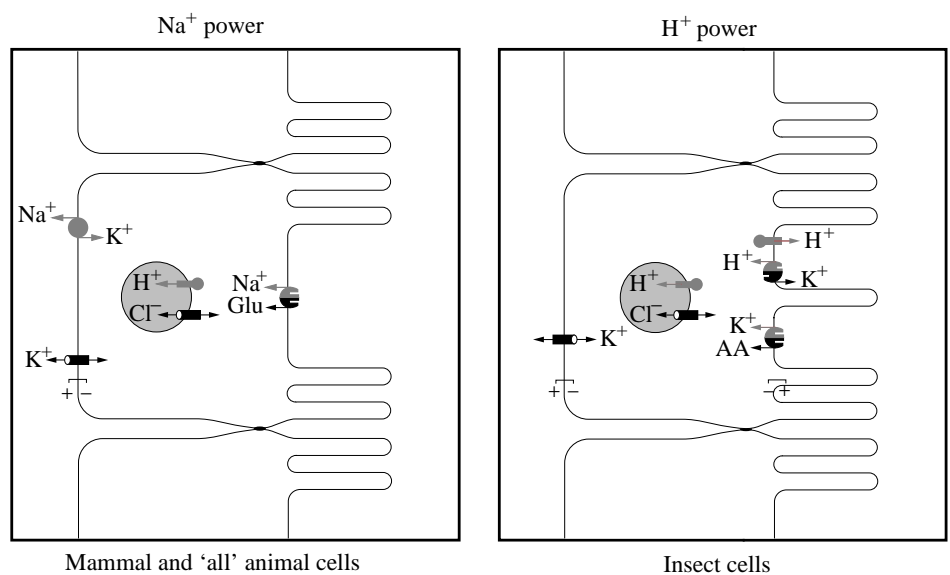 Na⁺ power
Na⁺
K⁺
H⁺
Cl⁻
Na⁺
Glu
K⁺
+ −
Mammal and ‘all’ animal cells
H⁺ power
H⁺
H⁺
K⁺
H⁺
Cl⁻
K⁺
AA
K⁺
+ −
− +
Insect cells